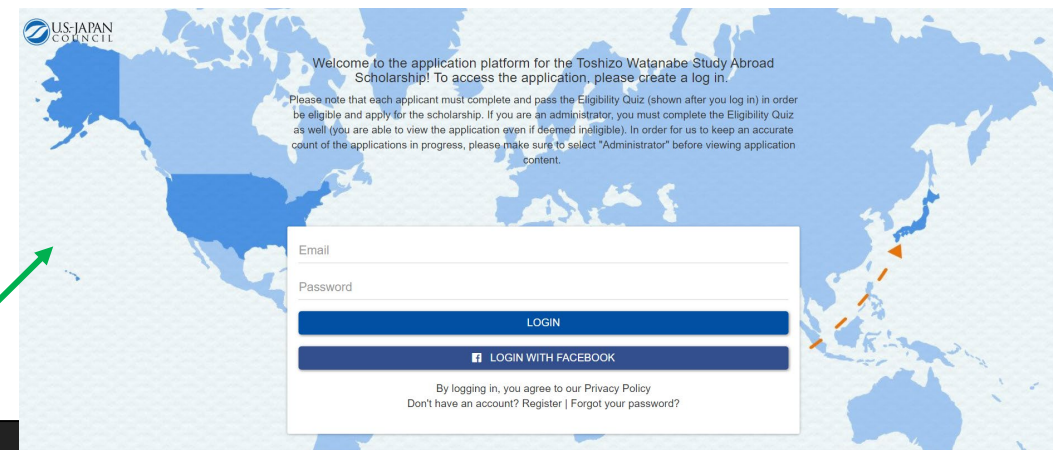 US-JAPAN
COUNCIL
Welcome to the application platform for the Toshizo Watanabe Study Abroad
Scholarship! To access the application, please create a log in.
Please note that each applicant must complete and pass the Eligibility Quiz (shown after you log in) in order
be eligible and apply for the scholarship. If you are an administrator, you must complete the Eligibility Quiz
as well (you are able to view the application even if deemed ineligible). In order for us to keep an accurate
count of the applications in progress, please make sure to select "Administrator" before viewing application
content.
Email
Password
LOGIN
LOGIN WITH FACEBOOK
By logging in, you agree to our Privacy Policy
Don't have an account? Register | Forgot your password?